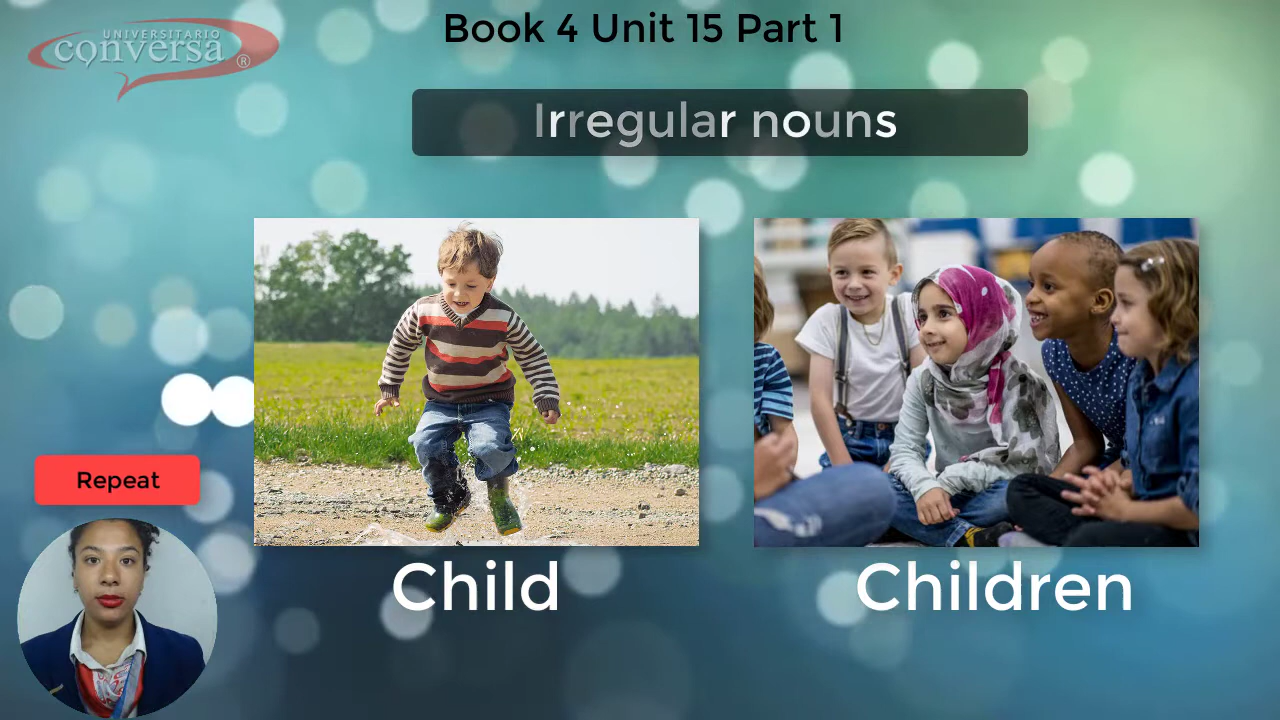 UNIVERSITARIO
conversa ®
Book 4 Unit 15 Part 1
Irregular nouns
Repeat
Child
Children